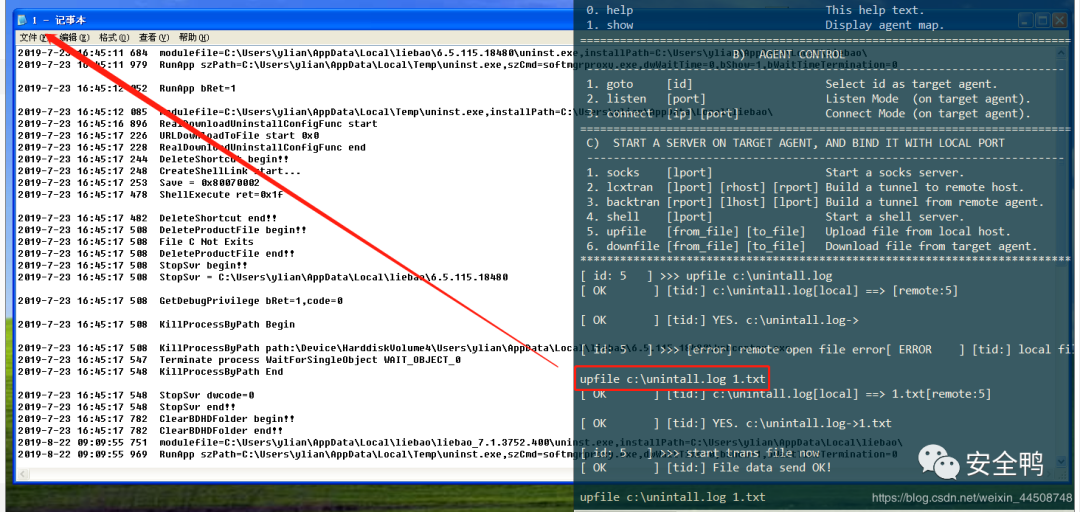 1 - 记事本
文件(F) 编辑(E) 格式(O) 查看(V) 帮助(H)
2019-7-23 16:45:11 684 modulefile=C:\Users\ylian\AppData\Local\liebao\6.5.115.18480\uninst.exe,installPath=C:\Users\ylian\AppData\Local\liebao\
2019-7-23 16:45:11 979 RunApp szPath=C:\Users\ylian\AppData\Local\Temp\uninst.exe,szCmd=softmgrproxy.exe,dwWaitTime=0,bShow=1,bWaitTimeTermination=0
2019-7-23 16:45:12 052 RunApp bRet=1
2019-7-23 16:45:12 085 modulefile=C:\Users\ylian\AppData\Local\Temp\uninst.exe,installPath=C:\Users\ylian\AppData\Local\liebao\
2019-7-23 16:45:16 896 RealDownloadUninstallConfigFunc start
2019-7-23 16:45:17 226 URLDownloadToFile start 0x0
2019-7-23 16:45:17 228 RealDownloadUninstallConfigFunc end
2019-7-23 16:45:17 244 DeleteShortcut begin!!
2019-7-23 16:45:17 248 CreateShellLink start...
2019-7-23 16:45:17 253 Save = 0x80070002
2019-7-23 16:45:17 478 ShellExecute ret=0x1f
2019-7-23 16:45:17 482 DeleteShortcut end!!
2019-7-23 16:45:17 508 DeleteProductFile begin!!
2019-7-23 16:45:17 508 File C Not Exits
2019-7-23 16:45:17 508 DeleteProductFile end!!
2019-7-23 16:45:17 508 StopSvr begin!!
2019-7-23 16:45:17 508 StopSvr = C:\Users\ylian\AppData\Local\liebao\6.5.115.18480
2019-7-23 16:45:17 508 GetDebugPrivilege bRet=1,code=0
2019-7-23 16:45:17 508 KillProcessByPath Begin
2019-7-23 16:45:17 508 KillProcessByPath path:\Device\HarddiskVolume4\Users\ylian\AppData\Local\liebao\6.5.115.18480
2019-7-23 16:45:17 547 Terminate process WaitForSingleObject WAIT_OBJECT_0
2019-7-23 16:45:17 548 KillProcessByPath End
2019-7-23 16:45:17 548 StopSvr dwcode=0
2019-7-23 16:45:17 548 StopSvr end!!
2019-7-23 16:45:17 782 ClearBDHDFolder begin!!
2019-7-23 16:45:17 782 ClearBDHDFolder end!!
2019-8-22 09:09:55 751 modulefile=C:\Users\ylian\AppData\Local\liebao\liebao_7.1.3752.400\uninst.exe,installPath=C:\Users\ylian\AppData\Local\liebao\
2019-8-22 09:09:55 969 RunApp szPath=C:\Users\ylian\AppData\Local\Temp\uninst.exe,szCmd=softmgrproxy.exe,
0. help This help text.
1. show Display agent map.
B) AGENT CONTROL
1. goto [id] Select id as target agent.
2. listen [port] Listen Mode (on target agent).
3. connect [ip] [port] Connect Mode (on target agent).
C) START A SERVER ON TARGET AGENT, AND BIND IT WITH LOCAL PORT
1. socks [lport] Start a socks server.
2. lcxtran [lport] [rhost] [rport] Build a tunnel to remote host.
3. backtran [rport] [lhost] [lport] Build a tunnel from remote agent.
4. shell [lport] Start a shell server.
5. upfile [from_file] [to_file] Upload file from local host.
6. downfile [from_file] [to_file] Download file from target agent.
[ id: 5 ] >>> upfile c:\unintall.log
[ OK ] [tid:] c:\unintall.log[local] ==> [remote:5]
[ OK ] [tid:] YES. c:\unintall.log->
[ id: 5 ] >>> [error] remote open file error[ ERROR ] [tid:] local fil
upfile c:\unintall.log 1.txt
[ OK ] [tid:] c:\unintall.log[local] ==> 1.txt[remote:5]
[ OK ] [tid:] YES. c:\unintall.log->1.txt
[ id: 5 ] >>> start trans file now
[ OK ] [tid:] File data send OK!
upfile c:\unintall.log 1.txt
安全鸭
https://blog.csdn.net/weixin_44508748